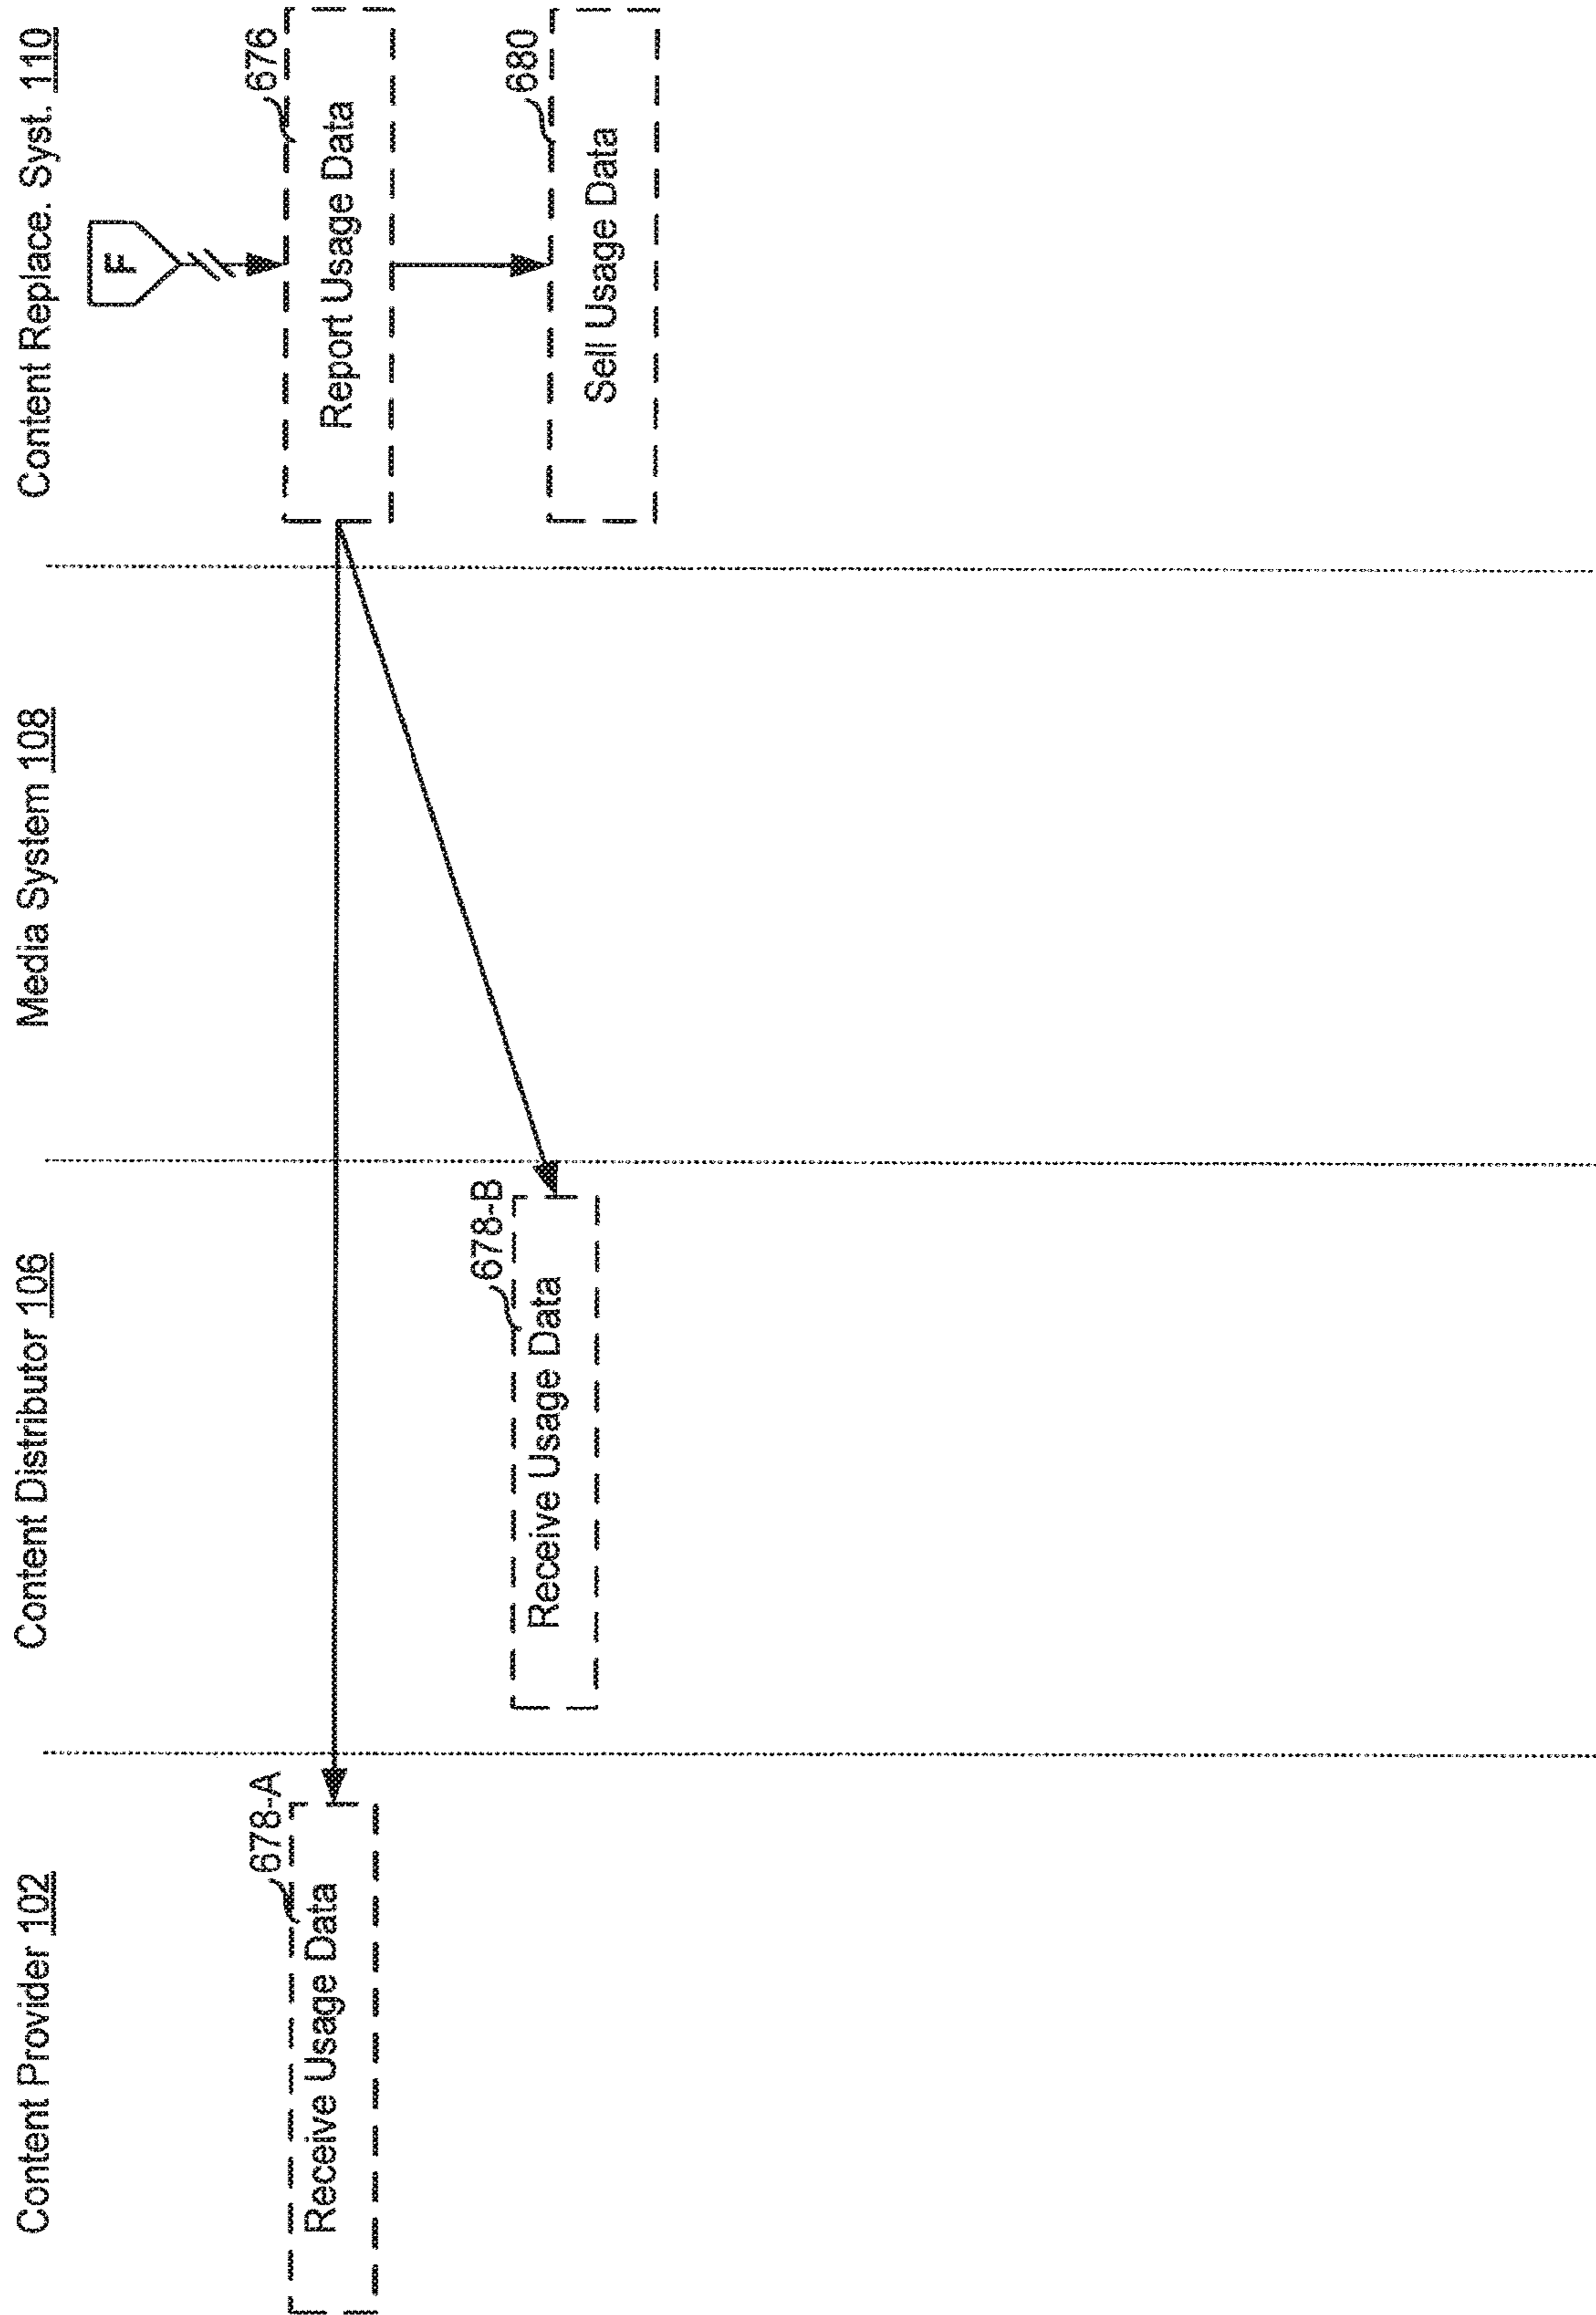 Content Provider 102
Content Distributor 106
Media System 108
Content Replace. Syst. 110
F
676
Report Usage Data
678-A
Receive Usage Data
678-B
Receive Usage Data
680
Sell Usage Data